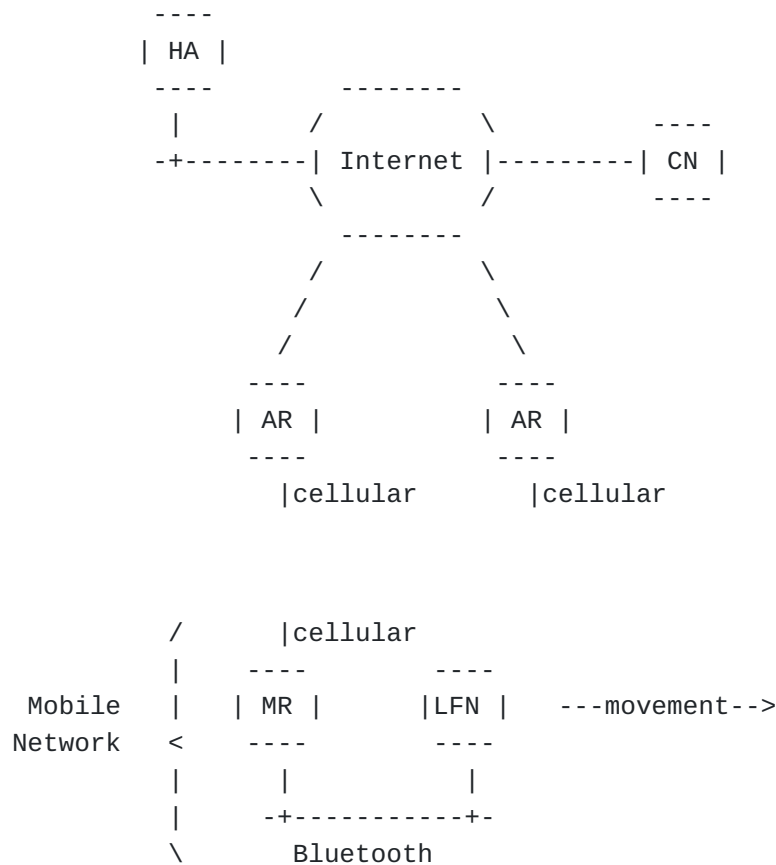 ----
| HA |
---- --------
| / \ ----
-+--------| Internet |---------| CN |
\ / ----
--------
/ \
/ \
/ \
---- ----
| AR | | AR |
---- ----
|cellular |cellular
/ |cellular
| ---- ----
Mobile | | MR | |LFN | ---movement-->
Network < ---- ----
| | |
| -+-----------+-
\ Bluetooth